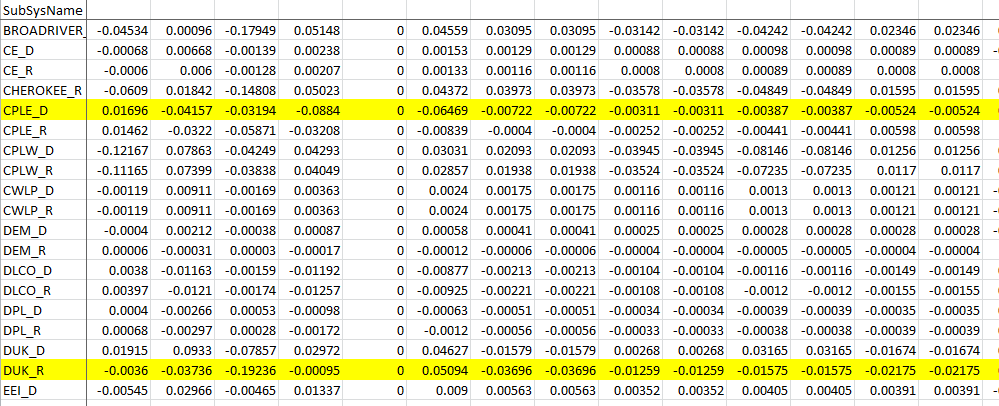 SubSysName
BROADRIVER_ -0.04534 0.00096 -0.17949 0.05148 0 0.04559 0.03095 0.03095 -0.03142 -0.03142 -0.04242 -0.04242 0.02346 0.02346
CE_D -0.00068 0.00668 -0.00139 0.00238 0 0.00153 0.00129 0.00129 0.00088 0.00088 0.00098 0.00098 0.00089 0.00089
CE_R -0.0006 0.006 -0.00128 0.00207 0 0.00133 0.00116 0.00116 0.0008 0.0008 0.00089 0.00089 0.0008 0.0008
CHEROKEE_R -0.0609 0.01842 -0.14808 0.05023 0 0.04372 0.03973 0.03973 -0.03578 -0.03578 -0.04849 -0.04849 0.01595 0.01595
CPLE_D 0.01696 -0.04157 -0.03194 -0.0884 0 -0.06469 -0.00722 -0.00722 -0.00311 -0.00311 -0.00387 -0.00387 -0.00524 -0.00524
CPLE_R 0.01462 -0.0322 -0.05871 -0.03208 0 -0.00839 -0.0004 -0.0004 -0.00252 -0.00252 -0.00441 -0.00441 0.00598 0.00598
CPLW_D -0.12167 0.07863 -0.04249 0.04293 0 0.03031 0.02093 0.02093 -0.03945 -0.03945 -0.08146 -0.08146 0.01256 0.01256
CPLW_R -0.11165 0.07399 -0.03838 0.04049 0 0.02857 0.01938 0.01938 -0.03524 -0.03524 -0.07235 -0.07235 0.0117 0.0117
CWLP_D -0.00119 0.00911 -0.00169 0.00363 0 0.0024 0.00175 0.00175 0.00116 0.00116 0.0013 0.0013 0.00121 0.00121
CWLP_R -0.00119 0.00911 -0.00169 0.00363 0 0.0024 0.00175 0.00175 0.00116 0.00116 0.0013 0.0013 0.00121 0.00121
DEM_D -0.0004 0.00212 -0.00038 0.00087 0 0.00058 0.00041 0.00041 0.00025 0.00025 0.00028 0.00028 0.00028 0.00028
DEM_R 0.00006 -0.00031 0.00003 -0.00017 0 -0.00012 -0.00006 -0.00006 -0.00004 -0.00004 -0.00005 -0.00005 -0.00004 -0.00004
DLCO_D 0.0038 -0.01163 -0.00159 -0.01192 0 -0.00877 -0.00213 -0.00213 -0.00104 -0.00104 -0.00116 -0.00116 -0.00149 -0.00149
DLCO_R 0.00397 -0.0121 -0.00174 -0.01257 0 -0.00925 -0.00221 -0.00221 -0.00108 -0.00108 -0.0012 -0.0012 -0.00155 -0.00155
DPL_D 0.0004 -0.00266 0.00053 -0.00098 0 -0.00063 -0.00051 -0.00051 -0.00034 -0.00034 -0.00039 -0.00039 -0.00035 -0.00035
DPL_R 0.00068 -0.00297 0.00028 -0.00172 0 -0.0012 -0.00056 -0.00056 -0.00033 -0.00033 -0.00038 -0.00038 -0.00039 -0.00039
DUK_D 0.01915 0.0933 -0.07857 0.02972 0 0.04627 -0.01579 -0.01579 0.00268 0.00268 0.03165 0.03165 -0.01674 -0.01674
DUK_R -0.0036 -0.03736 -0.19236 -0.00095 0 0.05094 -0.03696 -0.03696 -0.01259 -0.01259 -0.01575 -0.01575 -0.02175 -0.02175
EEI_D -0.00545 0.02966 -0.00465 0.01337 0 0.009 0.00563 0.00563 0.00352 0.00352 0.00405 0.00405 0.00391 0.00391